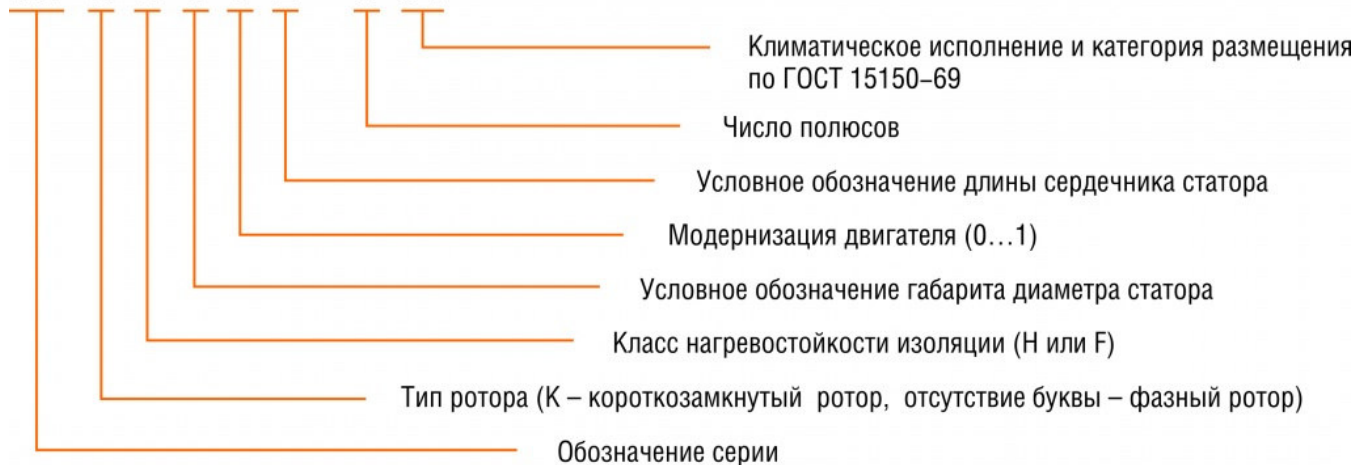 Климатическое исполнение и категория размещения
по ГОСТ 15150–69
Число полюсов
Условное обозначение длины сердечника статора
Модернизация двигателя (0...1)
Условное обозначение габарита диаметра статора
Класс нагревостойкости изоляции (H или F)
Тип ротора (К – короткозамкнутый ротор, отсутствие буквы – фазный ротор)
Обозначение серии